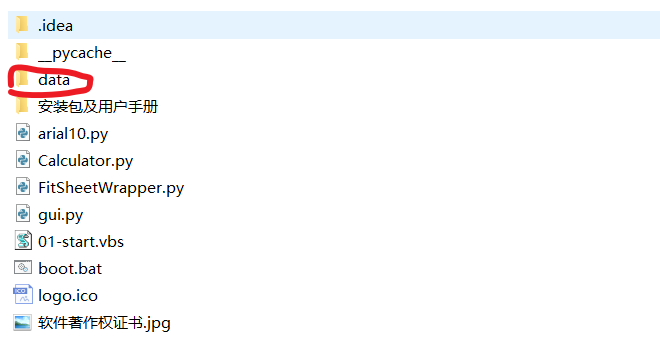 .idea
__pycache__
data
安装包及用户手册
arial10.py
Calculator.py
FitSheetWrapper.py
gui.py
01-start.vbs
boot.bat
logo.ico
软件著作权证书.jpg